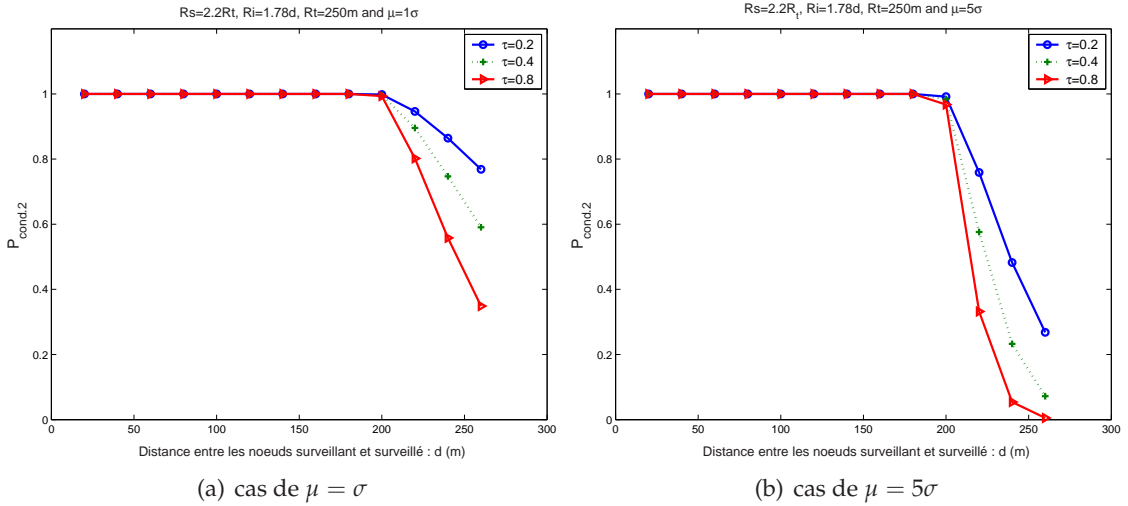 Rs=2.2Rt, Ri=1.78d, Rt=250m and μ=1σ
τ=0.2
τ=0.4
τ=0.8
1
0.8
0.6
0.4
0.2
0
P_cond.2
0 50 100 150 200 250 300
Distance entre les noeuds surveillant et surveillé : d (m)
(a) cas de μ = σ
Rs=2.2R_t, Ri=1.78d, Rt=250m and μ=5σ
τ=0.2
τ=0.4
τ=0.8
1
0.8
0.6
0.4
0.2
0
P_cond.2
0 50 100 150 200 250 300
Distance entre les noeuds surveillant et surveillé : d (m)
(b) cas de μ = 5σ